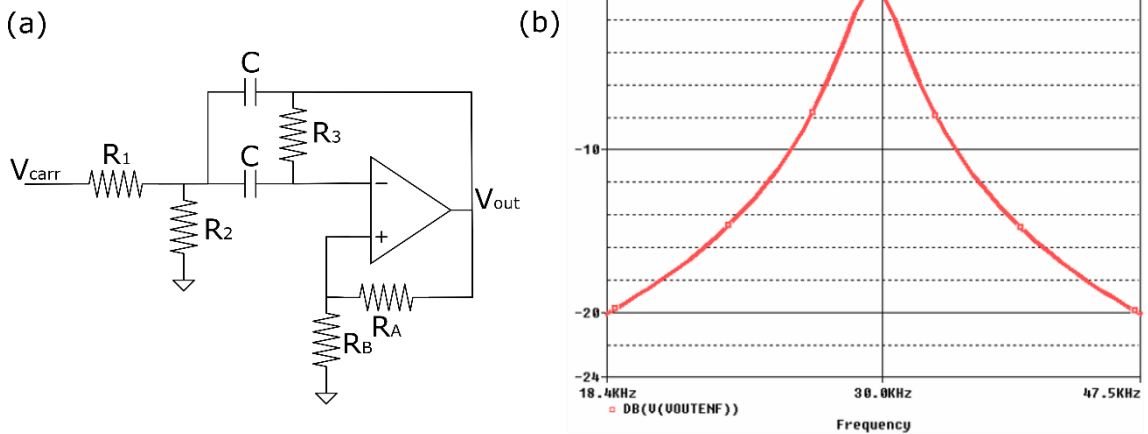 (a)
C
R3
C
Vcarr
R1
R2
Vout
RA
RB
(b)
-10
-20
-24
18.4KHz
30.0KHz
47.5KHz
DB(V(VOUTENF))
Frequency